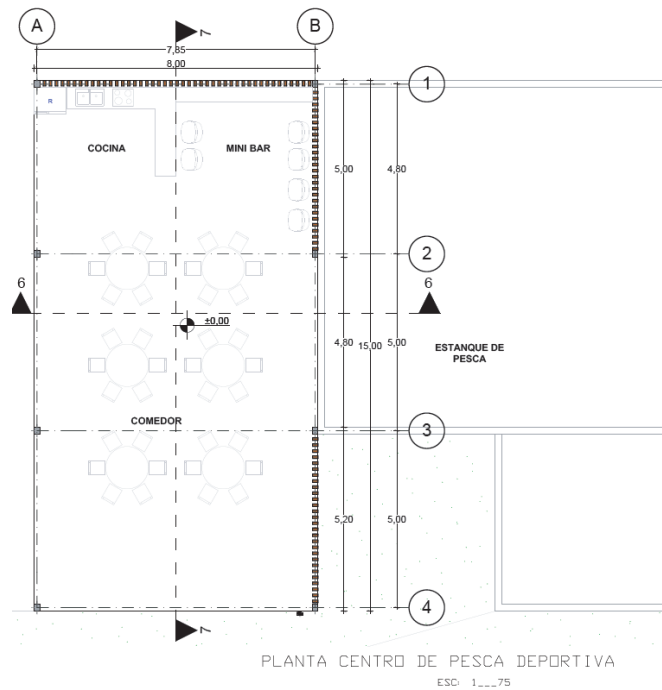 A
B
7
7,85
8,00
1
R
COCINA
MINI BAR
5,00
4,80
2
6
6
±0,00
4,80
15,00
5,00
ESTANQUE DE
PESCA
COMEDOR
3
5,20
5,00
4
7
PLANTA CENTRO DE PESCA DEPORTIVA
ESC: 1___75